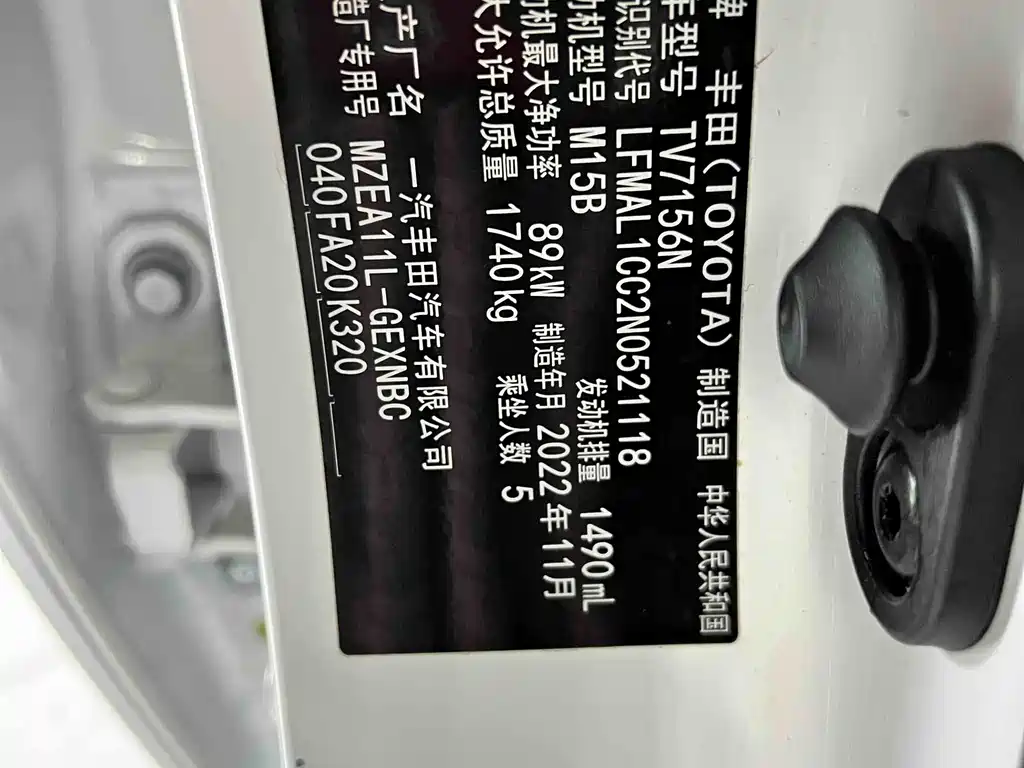 牌 丰田(TOYOTA) 制造国 中华人民共和国
车型号 TV7156N
识别代号 LFMAL1CC2N0521118
动机型号 M15B 发动机排量 1490mL
机最大净功率 89kW 制造年月 2022年11月
大允许总质量 1740kg 乘坐人数 5
产厂名 一汽丰田汽车有限公司
造厂专用号 MZEA11L-GEXNBC
040FA20K320